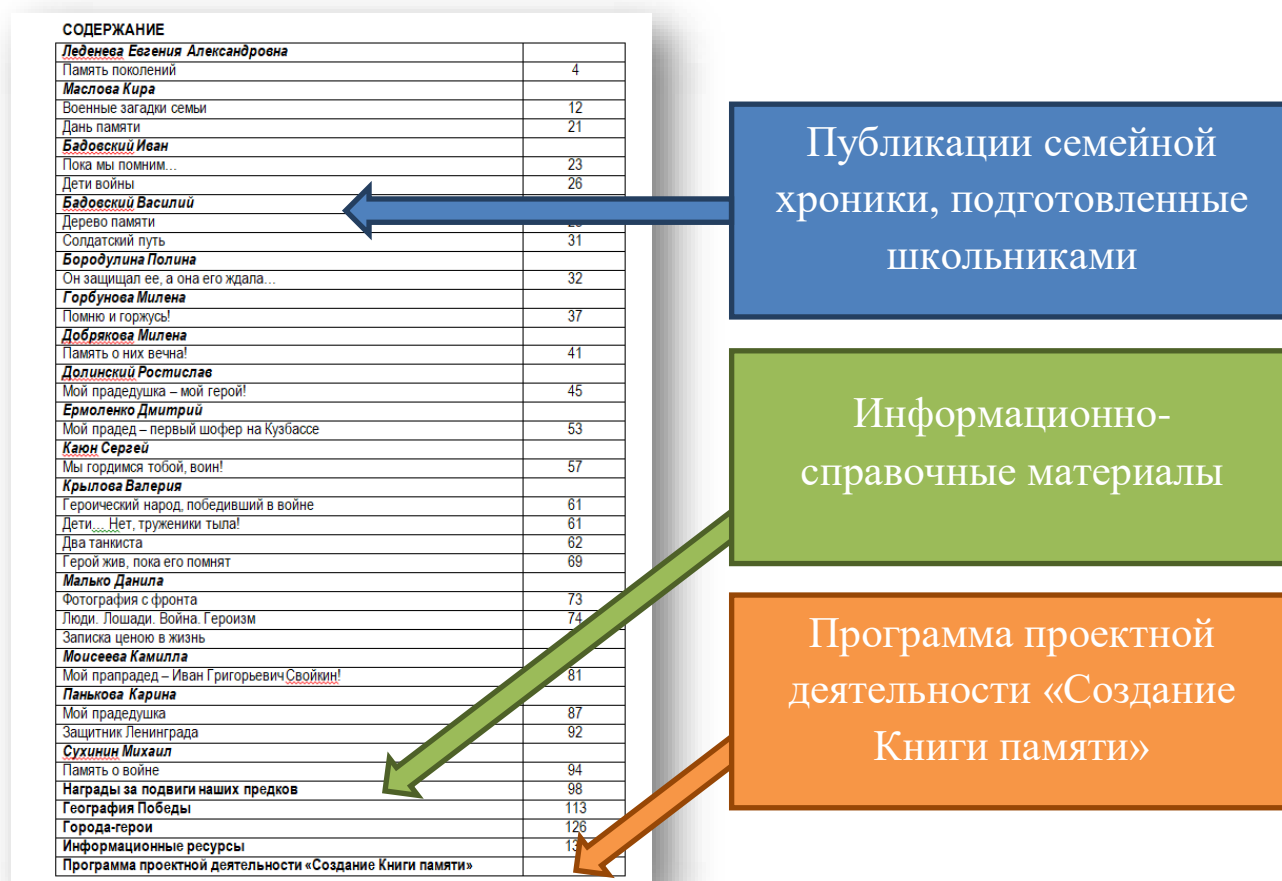 СОДЕРЖАНИЕ
Леденева Евгения Александровна
Память поколений 4
Маслова Кира
Военные загадки семьи 12
Дань памяти 21
Бадовский Иван
Пока мы помним… 23
Дети войны 26
Бадовский Василий
Дерево памяти
Солдатский путь 31
Бородулина Полина
Он защищал ее, а она его ждала… 32
Горбунова Милена
Помню и горжусь! 37
Добрякова Милена
Память о них вечна! 41
Долинский Ростислав
Мой прадедушка – мой герой! 45
Ермоленко Дмитрий
Мой прадед – первый шофер на Кузбассе 53
Каюн Сергей
Мы гордимся тобой, воин! 57
Крылова Валерия
Героический народ, победивший в войне 61
Дети… Нет, труженики тыла! 61
Два танкиста 62
Герой жив, пока его помнят 69
Малько Данила
Фотография с фронта 73
Люди. Лошади. Война. Героизм 74
Записка ценою в жизнь
Моисеева Камилла
Мой прапрадед – Иван Григорьевич Свойкин! 81
Панькова Карина
Мой прадедушка 87
Защитник Ленинграда 92
Сухинин Михаил
Память о войне 94
Награды за подвиги наших предков 98
География Победы 113
Города-герои 126
Информационные ресурсы
Программа проектной деятельности «Создание Книги памяти»
Публикации семейной
хроники, подготовленные
школьниками
Информационно-
справочные материалы
Программа проектной
деятельности «Создание
Книги памяти»